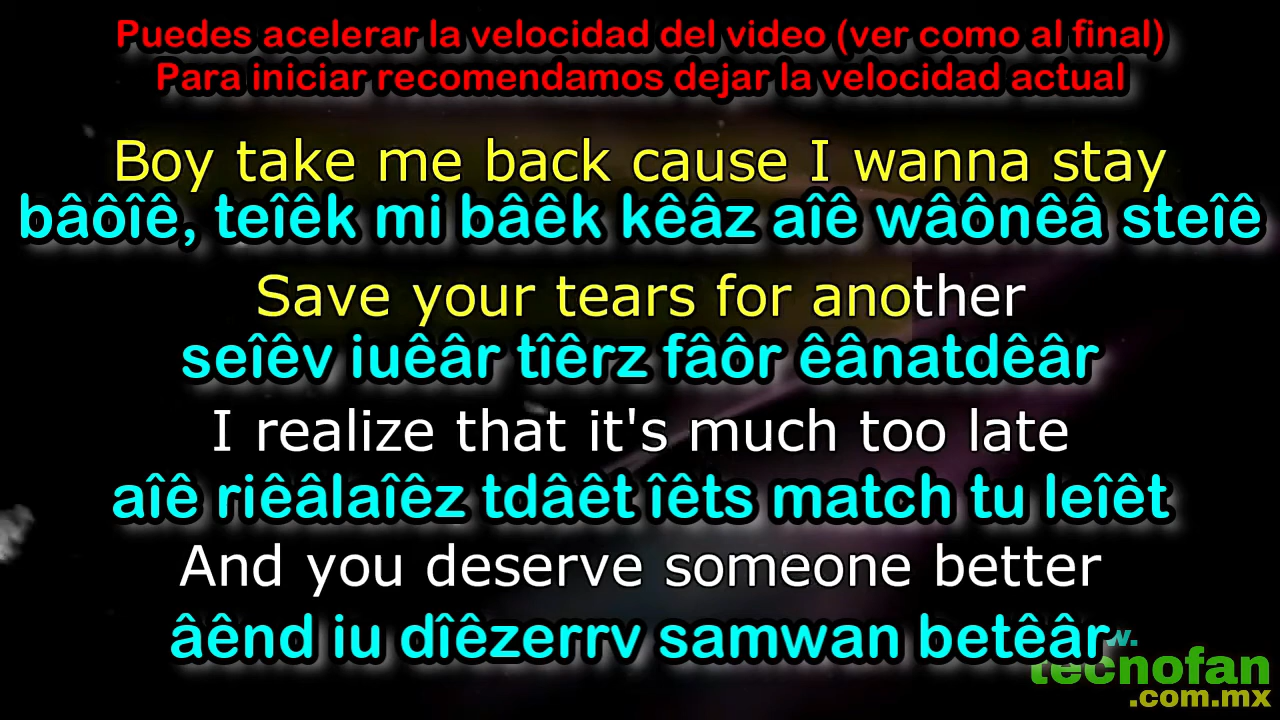 Puedes acelerar la velocidad del video (ver como al final)
Para iniciar recomendamos dejar la velocidad actual
Boy take me back cause I wanna stay
bâôîê, teîêk mi bâêk kêâz aîê wâônêâ steîê
Save your tears for another
seîêv iuêâr tîêrz fâôr êânatdêâr
I realize that it's much too late
aîê riêâlaîêz tdâêt îêts match tu leîêt
And you deserve someone better
âênd iu dîêzerrv samwan betêâr
w.
tecnofan
.com.mx